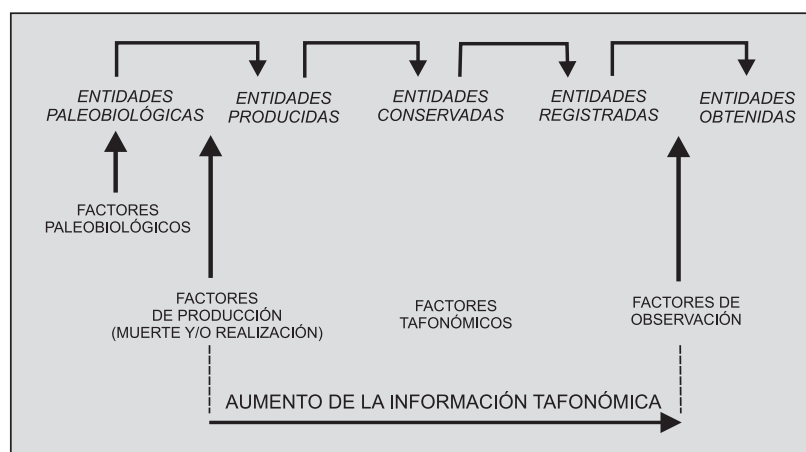 ENTIDADES
PALEOBIOLÓGICAS
ENTIDADES
PRODUCIDAS
ENTIDADES
CONSERVADAS
ENTIDADES
REGISTRADAS
ENTIDADES
OBTENIDAS
FACTORES
PALEOBIOLÓGICOS
FACTORES
DE PRODUCCIÓN
(MUERTE Y/O REALIZACIÓN)
FACTORES
TAFONÓMICOS
FACTORES DE
OBSERVACIÓN
AUMENTO DE LA INFORMACIÓN TAFONÓMICA